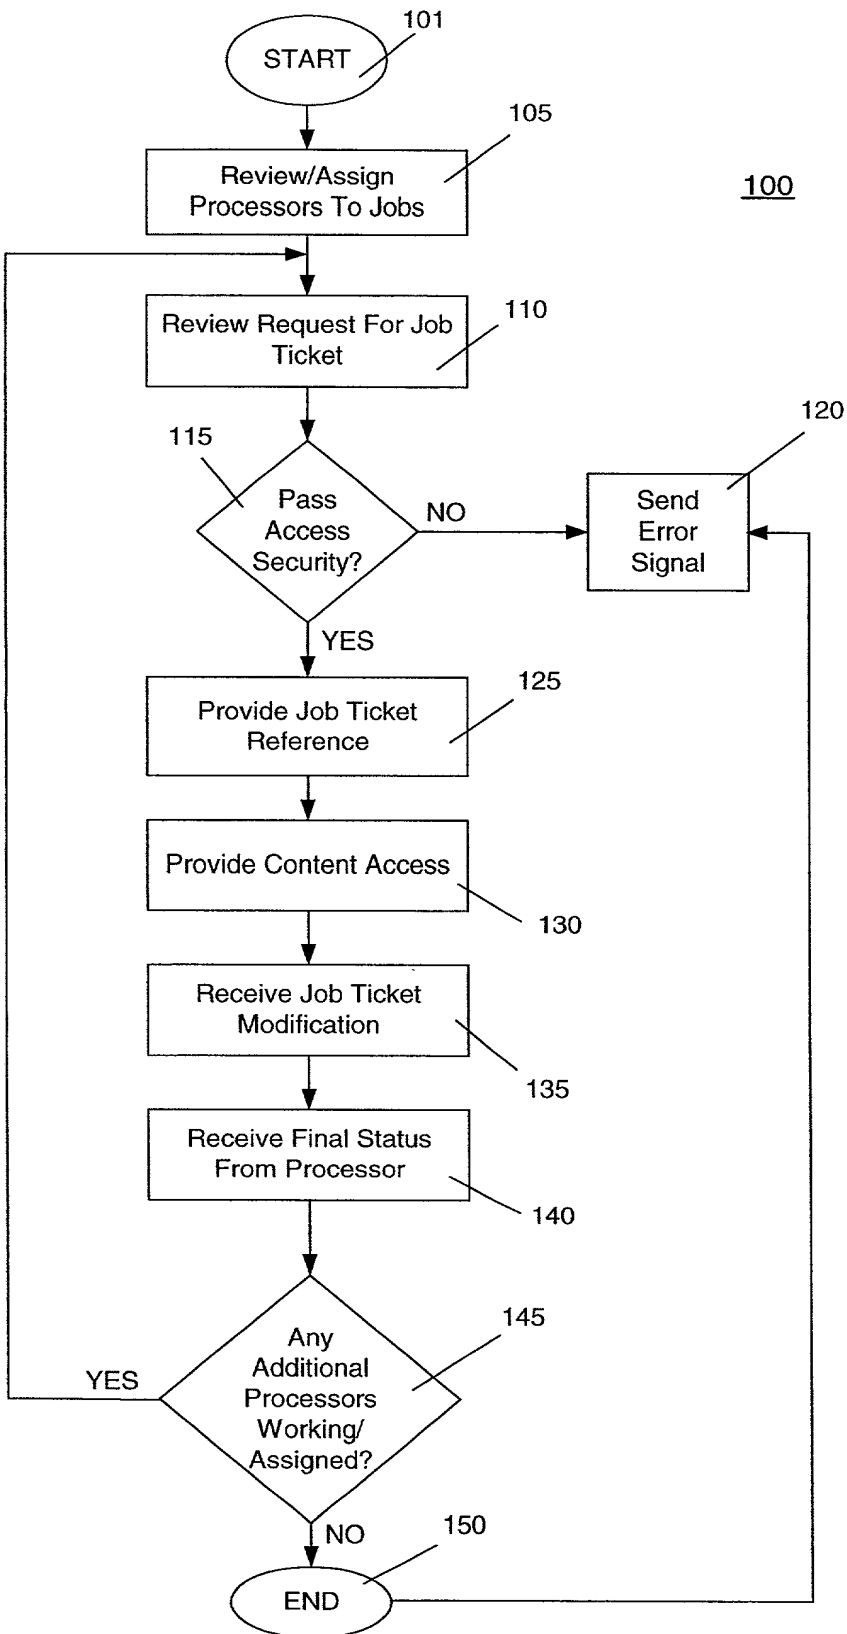 101
START
105
Review/Assign
Processors To Jobs
100
110
Review Request For Job
Ticket
120
115
Pass
Access
Security?
NO
Send
Error
Signal
YES
125
Provide Job Ticket
Reference
Provide Content Access
130
Receive Job Ticket
Modification
135
Receive Final Status
From Processor
140
145
Any
Additional
Processors
Working/
Assigned?
YES
NO
150
END